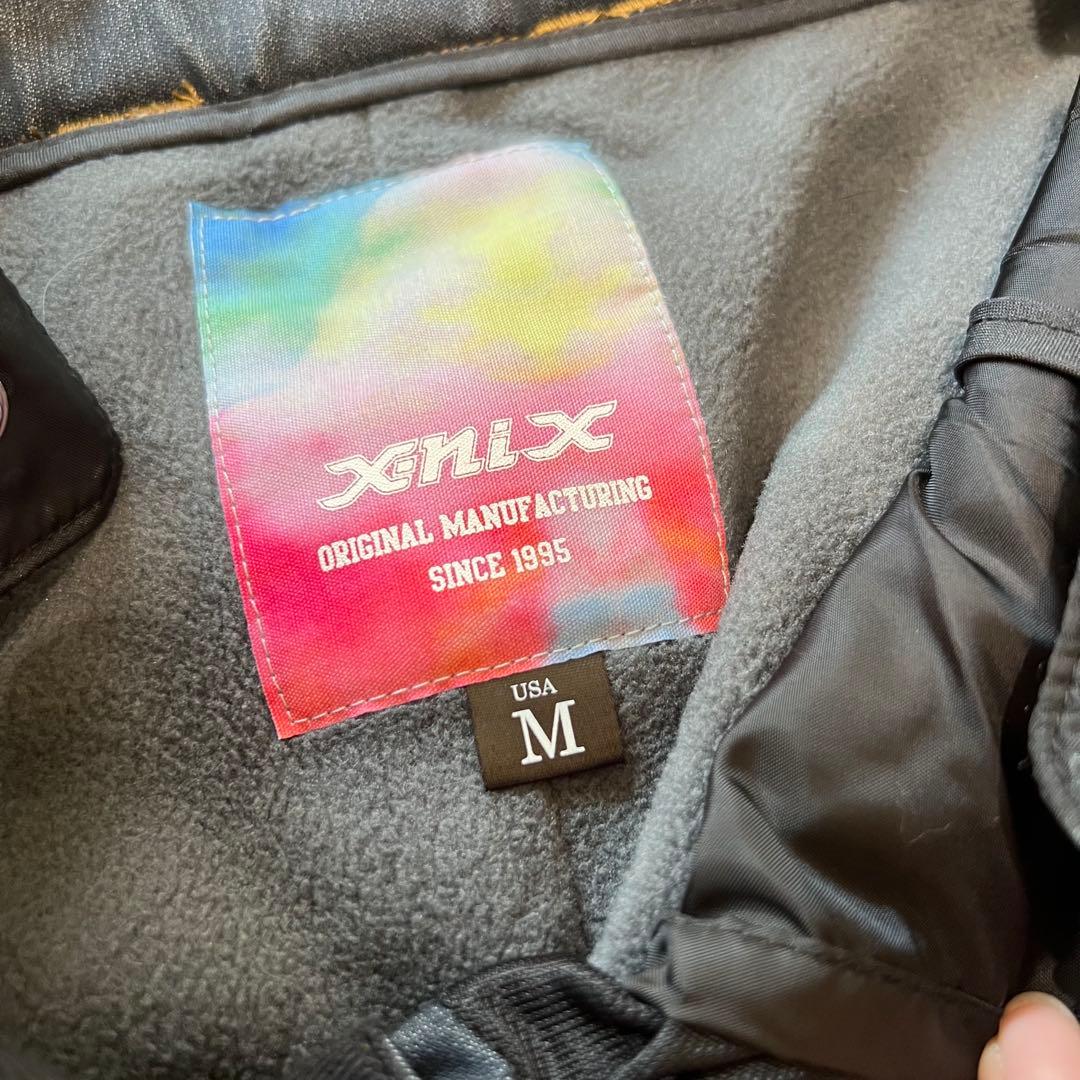 X-NIX
ORIGINAL MANUFACTURING
SINCE 1995
USA
M